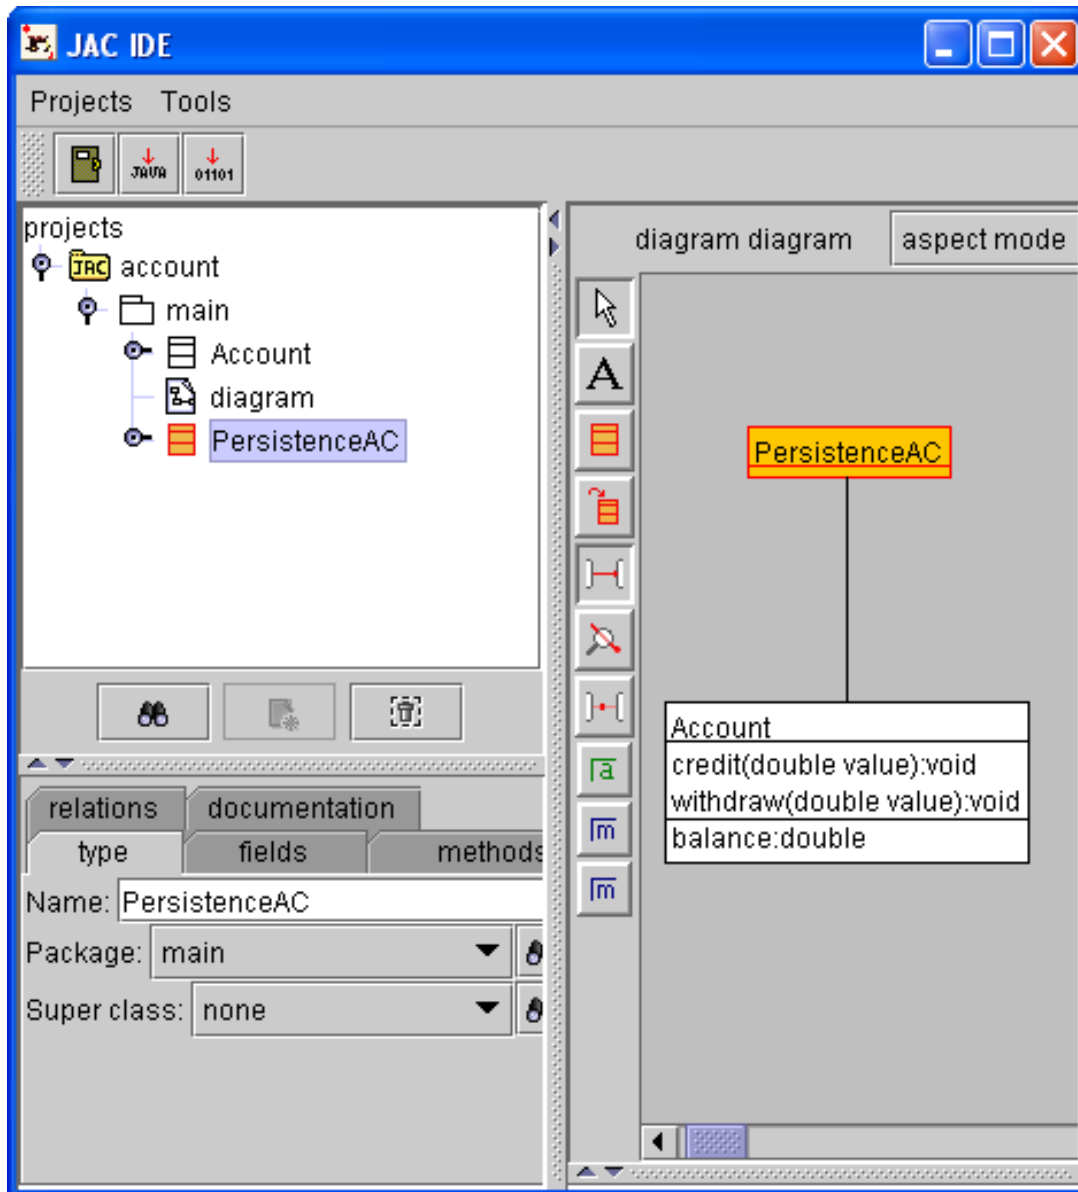 JAC IDE
Projects Tools
JAVA 01101
projects
JAC account
main
Account
diagram
PersistenceAC
relations documentation
type fields methods
Name: PersistenceAC
Package: main
Super class: none
diagram diagram aspect mode
A
a
m
m
PersistenceAC
Account
credit(double value):void
withdraw(double value):void
balance:double